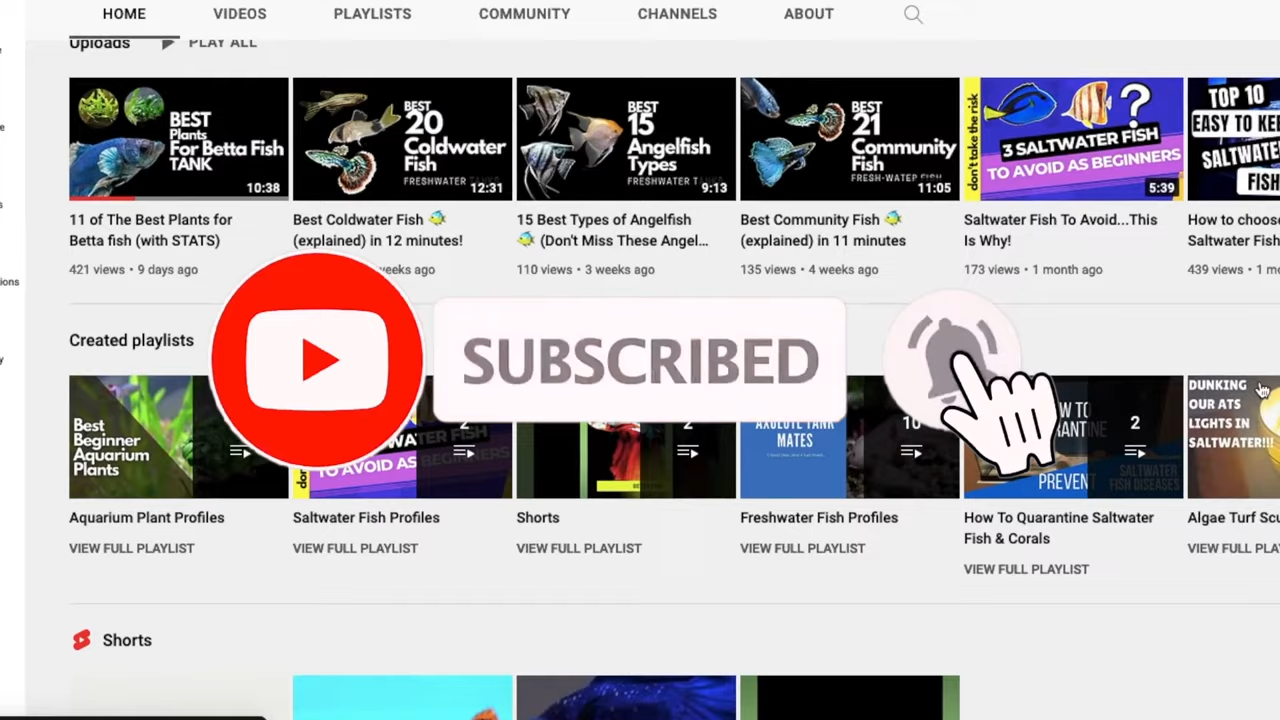 HOME VIDEOS PLAYLISTS COMMUNITY CHANNELS ABOUT
Uploads PLAY ALL
BEST
Plants
For Betta Fish
TANK
10:38
BEST
20
Coldwater
Fish
FRESHWATER
12:31
BEST
15
Angelfish
Types
FRESHWATER
9:13
BEST
21
Community
Fish
FRESH-WATER FISH
11:05
don't take the risk
?
3 SALTWATER FISH
TO AVOID AS BEGINNERS
5:39
TOP 10
EASY TO
FISH
11 of The Best Plants for
Betta fish (with STATS)
421 views • 9 days ago
Best Coldwater Fish 🐠
(explained) in 12 minutes!
weeks ago
15 Best Types of Angelfish
🐠 (Don't Miss These Angel...
110 views • 3 weeks ago
Best Community Fish 🐠
(explained) in 11 minutes
135 views • 4 weeks ago
Saltwater Fish To Avoid...This
Is Why!
173 views • 1 month ago
How to choose
Saltwater Fish
439 views • 1
Created playlists
SUBSCRIBED
Best
Beginner
Aquarium
Plants
TO AVOID AS BEGINNERS
2
2
TANK
MATES
10
PREVENT
SALTWATER
FISH DISEASES
2
DUNKING
OUR ATS
LIGHTS IN
SALTWATER!!!
Aquarium Plant Profiles
VIEW FULL PLAYLIST
Saltwater Fish Profiles
VIEW FULL PLAYLIST
Shorts
VIEW FULL PLAYLIST
Freshwater Fish Profiles
VIEW FULL PLAYLIST
How To Quarantine Saltwater
Fish & Corals
VIEW FULL PLAYLIST
Algae Turf
VIEW FULL
Shorts